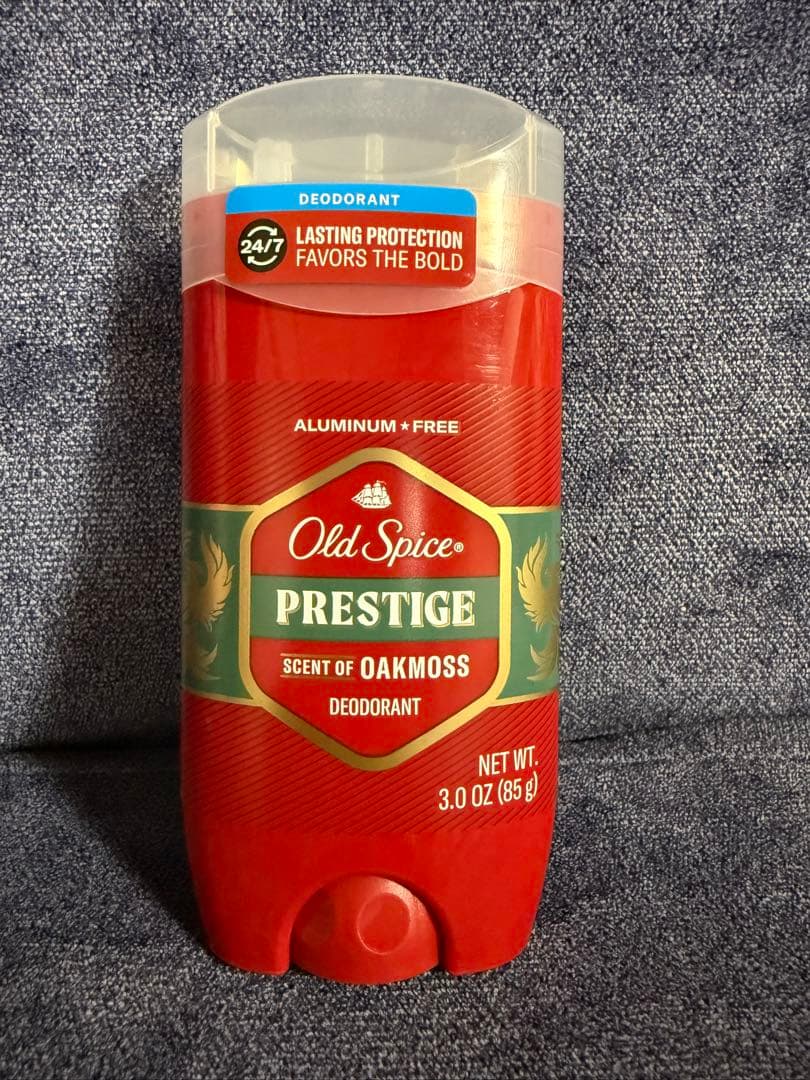 DEODORANT
24/7
LASTING PROTECTION
FAVORS THE BOLD
ALUMINUM ★ FREE
Old Spice®
PRESTIGE
SCENT OF OAKMOSS
DEODORANT
NET WT.
3.0 OZ (85 g)